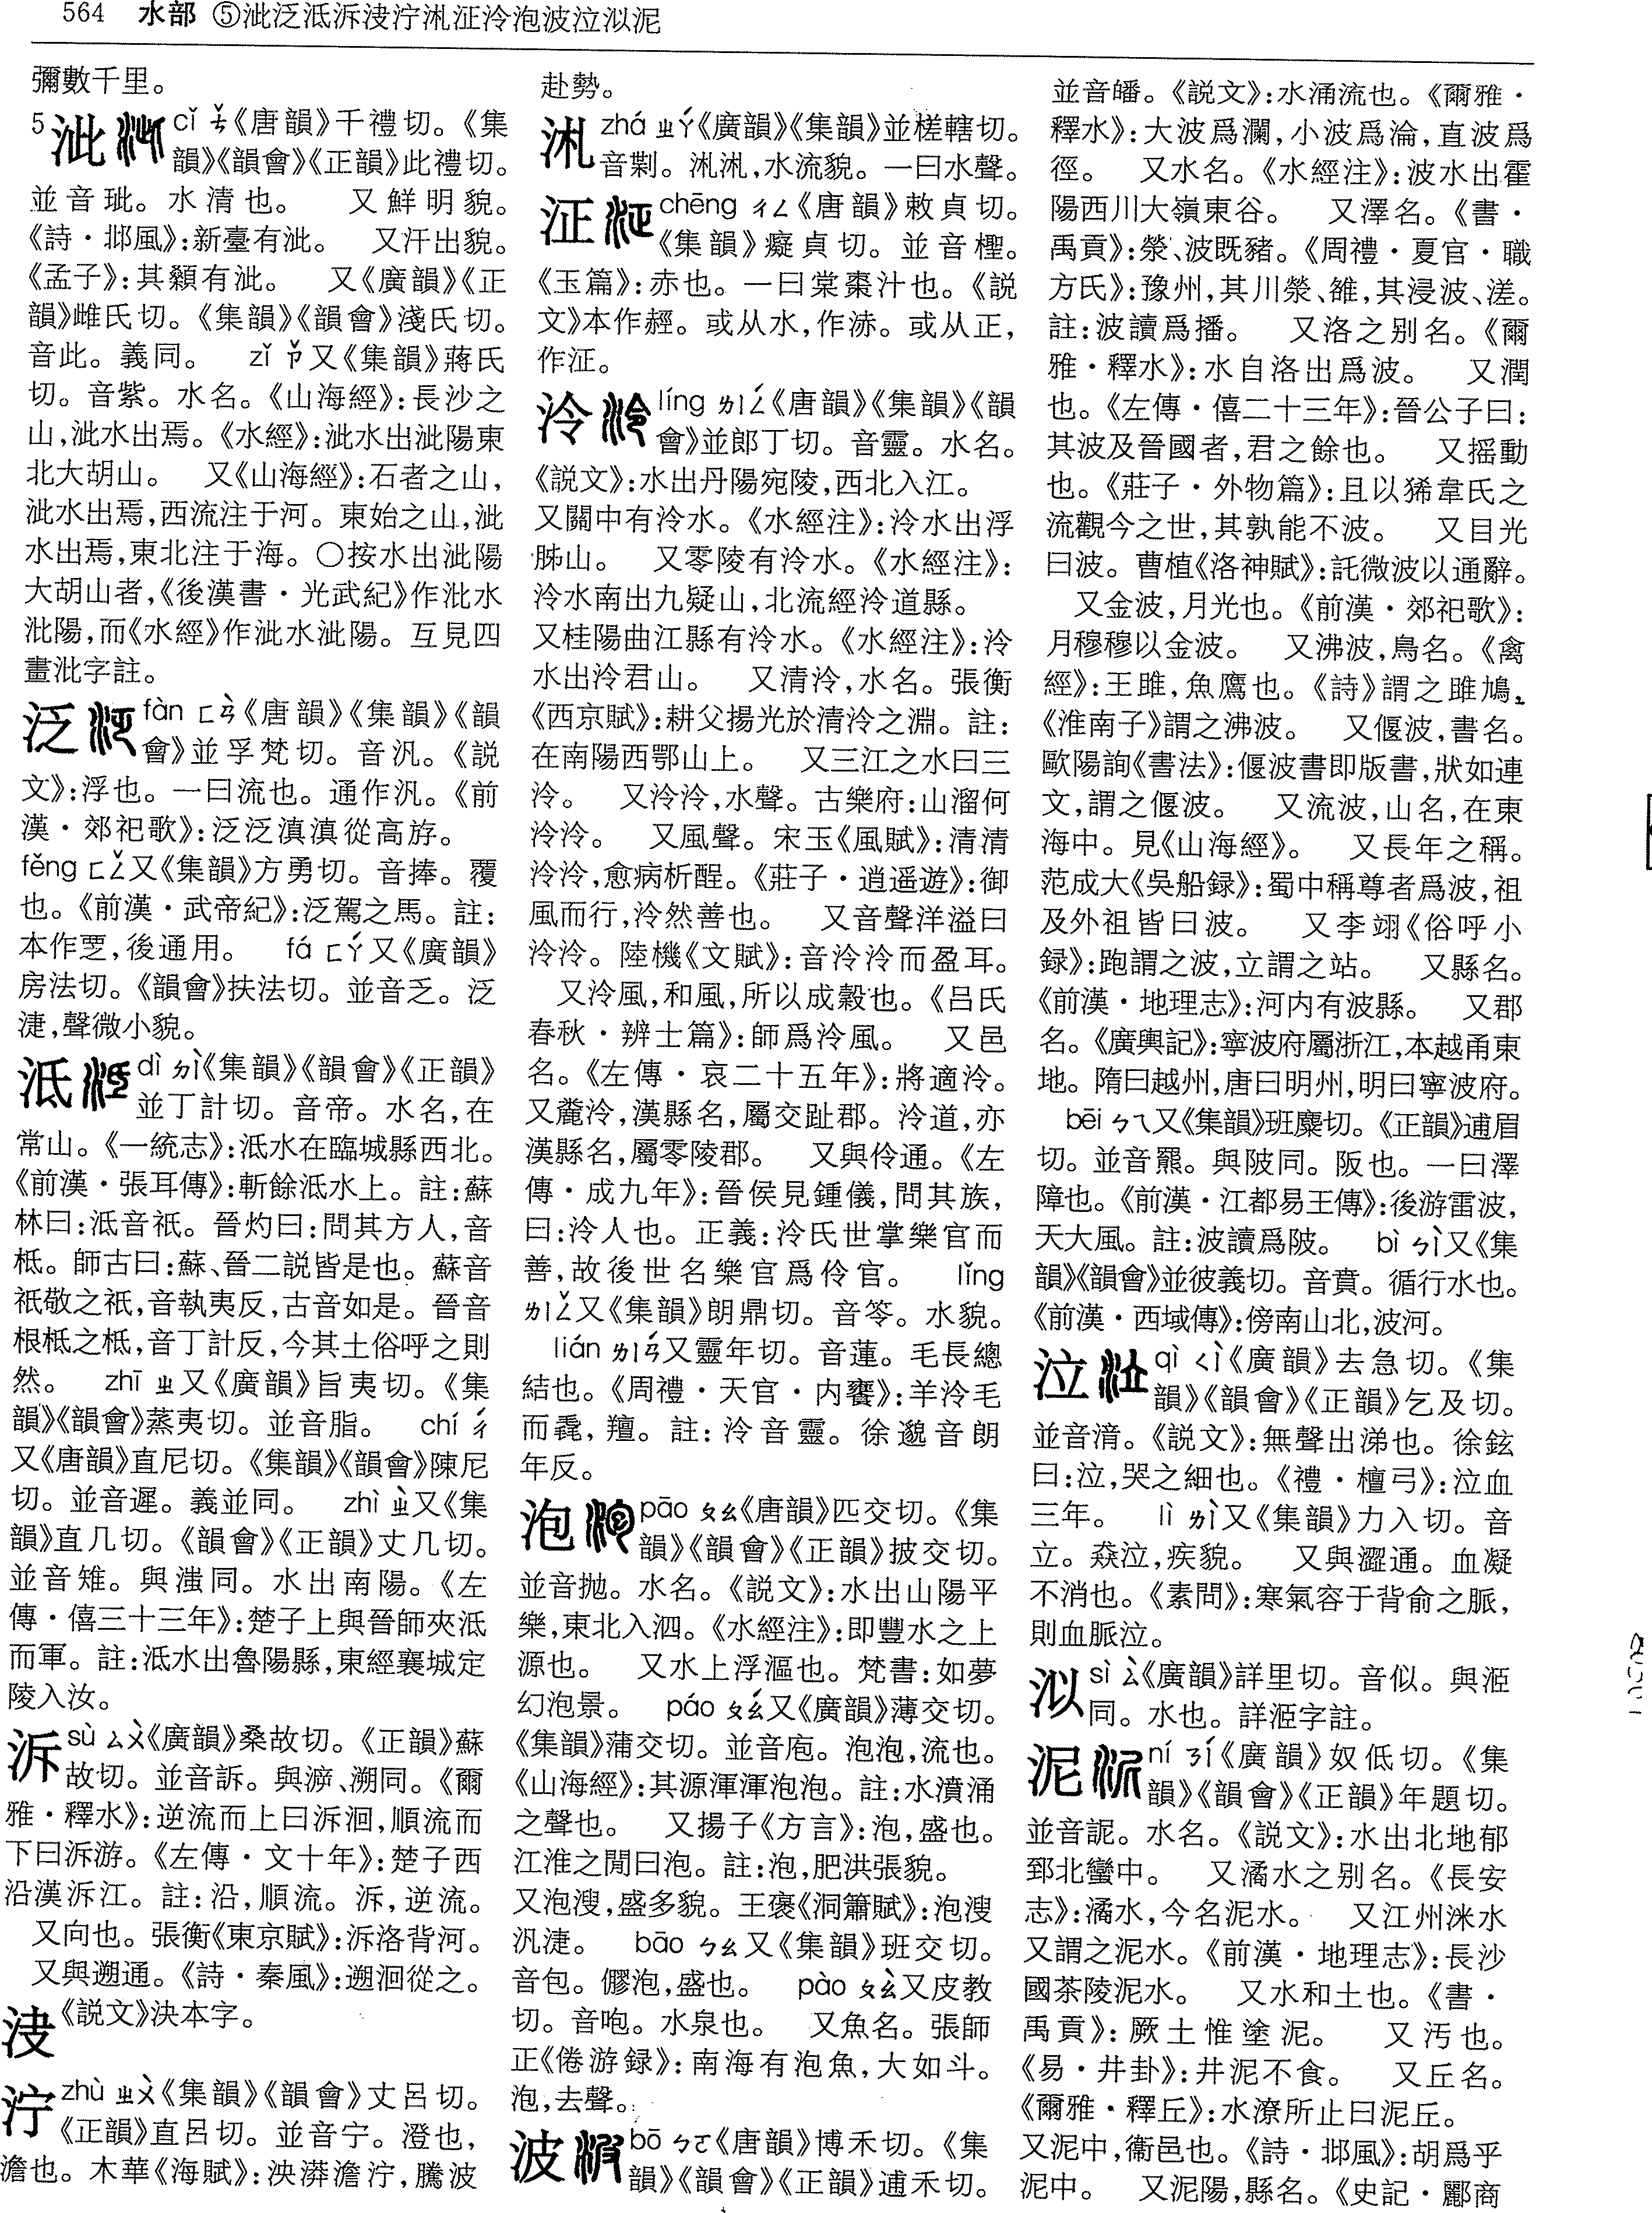 564 水部 ⑤泚泛泜泝㳴泞汼泟泠泡波泣泤泥
彌數千里。
5泚 cǐ ㄘˇ《唐韻》千禮切。《集
韻》《韻會》《正韻》此禮切。
並音玼。水清也。 又鮮明貌。
《詩・邶風》:新臺有泚。 又汗出貌。
《孟子》:其顙有泚。 又《廣韻》《正
韻》雌氏切。《集韻》《韻會》淺氏切。
音此。義同。 zǐ ㄗˇ又《集韻》蔣氏
切。音紫。水名。《山海經》:長沙之
山,泚水出焉。《水經》:泚水出泚陽東
北大胡山。 又《山海經》:石者之山,
泚水出焉,西流注于河。東始之山,泚
水出焉,東北注于海。○按水出泚陽
大胡山者,《後漢書・光武紀》作沘水
沘陽,而《水經》作泚水泚陽。互見四
畫沘字註。
泛 fàn ㄈㄢˋ《唐韻》《集韻》《韻
會》並孚梵切。音汎。《説
文》:浮也。一曰流也。通作汎。《前
漢・郊祀歌》:泛泛滇滇從高斿。
fěng ㄈㄥˇ又《集韻》方勇切。音捧。覆
也。《前漢・武帝紀》:泛駕之馬。註:
本作覂,後通用。 fá ㄈㄚˊ又《廣韻》
房法切。《韻會》扶法切。並音乏。泛
㴙,聲微小貌。
泜 dì ㄉㄧˋ《集韻》《韻會》《正韻》
並丁計切。音帝。水名,在
常山。《一統志》:泜水在臨城縣西北。
《前漢・張耳傳》:斬餘泜水上。註:蘇
林曰:泜音祇。晉灼曰:問其方人,音
柢。師古曰:蘇、晉二説皆是也。蘇音
祇敬之祇,音執夷反,古音如是。晉音
根柢之柢,音丁計反,今其土俗呼之則
然。 zhī ㄓ又《廣韻》旨夷切。《集
韻》《韻會》蒸夷切。並音脂。 chí ㄔˊ
又《唐韻》直尼切。《集韻》《韻會》陳尼
切。並音遲。義並同。 zhì ㄓˋ又《集
韻》直几切。《韻會》《正韻》丈几切。
並音雉。與滍同。水出南陽。《左
傳・僖三十三年》:楚子上與晉師夾泜
而軍。註:泜水出魯陽縣,東經襄城定
陵入汝。
泝 sù ㄙㄨˋ《廣韻》桑故切。《正韻》蘇
故切。並音訴。與㴑、溯同。《爾
雅・釋水》:逆流而上曰泝洄,順流而
下曰泝游。《左傳・文十年》:楚子西
沿漢泝江。註:沿,順流。泝,逆流。
又向也。張衡《東京賦》:泝洛背河。
又與遡通。《詩・秦風》:遡洄從之。
《説文》決本字。
泞 zhù ㄓㄨˋ《集韻》《韻會》丈呂切。
《正韻》直呂切。並音宁。澄也,
澹也。木華《海賦》:泱漭澹泞,騰波
赴勢。
zhá ㄓㄚˊ《廣韻》《集韻》並槎轄切。
音剿。水流貌。一曰水聲。
泟 chēng ㄔㄥ《唐韻》敕貞切。
《集韻》癡貞切。並音檉。
《玉篇》:赤也。一曰棠棗汁也。《説
文》本作䞓。或从水,作浾。或从正,
作泟。
泠 líng ㄌㄧㄥˊ《唐韻》《集韻》《韻
會》並郎丁切。音靈。水名。
《説文》:水出丹陽宛陵,西北入江。
又關中有泠水。《水經注》:泠水出浮
肺山。 又零陵有泠水。《水經注》:
泠水南出九疑山,北流經泠道縣。
又桂陽曲江縣有泠水。《水經注》:泠
水出泠君山。 又清泠,水名。張衡
《西京賦》:耕父揚光於清泠之淵。註:
在南陽西鄂山上。 又三江之水曰三
泠。 又泠泠,水聲。古樂府:山溜何
泠泠。 又風聲。宋玉《風賦》:清清
泠泠,愈病析酲。《莊子・逍遥遊》:御
風而行,泠然善也。 又音聲洋溢曰
泠泠。陸機《文賦》:音泠泠而盈耳。
又泠風,和風,所以成穀也。《吕氏
春秋・辨士篇》:師爲泠風。 又邑
名。《左傳・哀二十五年》:將適泠。
又麊泠,漢縣名,屬交趾郡。泠道,亦
漢縣名,屬零陵郡。 又與伶通。《左
傳・成九年》:晉侯見鍾儀,問其族,
曰:泠人也。正義:泠氏世掌樂官而
善,故後世名樂官爲伶官。 lǐng
ㄌㄧㄥˇ又《集韻》朗鼎切。音笭。水貌。
lián ㄌㄧㄢˊ又靈年切。音蓮。毛長總
結也。《周禮・天官・内饔》:羊泠毛
而毳,羶。註:泠音靈。徐邈音朗
年反。
泡 pāo ㄆㄠ《唐韻》匹交切。《集
韻》《韻會》《正韻》披交切。
並音抛。水名。《説文》:水出山陽平
樂,東北入泗。《水經注》:即豐水之上
源也。 又水上浮漚也。梵書:如夢
幻泡景。 páo ㄆㄠˊ又《廣韻》薄交切。
《集韻》蒲交切。並音庖。泡泡,流也。
《山海經》:其源渾渾泡泡。註:水濆涌
之聲也。 又揚子《方言》:泡,盛也。
江淮之閒曰泡。註:泡,肥洪張貌。
又泡溲,盛多貌。王褒《洞簫賦》:泡溲
汎㴙。 bāo ㄅㄠ又《集韻》班交切。
音包。㵳泡,盛也。 pào ㄆㄠˋ又皮教
切。音咆。水泉也。 又魚名。張師
正《倦游録》:南海有泡魚,大如斗。
泡,去聲。
波 bō ㄅㄛ《唐韻》博禾切。《集
韻》《韻會》《正韻》逋禾切。
並音皤。《説文》:水涌流也。《爾雅・
釋水》:大波爲瀾,小波爲淪,直波爲
徑。 又水名。《水經注》:波水出霍
陽西川大嶺東谷。 又澤名。《書・
禹貢》:滎、波既豬。《周禮・夏官・職
方氏》:豫州,其川滎、雒,其浸波、溠。
註:波讀爲播。 又洛之别名。《爾
雅・釋水》:水自洛出爲波。 又潤
也。《左傳・僖二十三年》:晉公子曰:
其波及晉國者,君之餘也。 又摇動
也。《莊子・外物篇》:且以狶韋氏之
流觀今之世,其孰能不波。 又目光
曰波。曹植《洛神賦》:託微波以通辭。
又金波,月光也。《前漢・郊祀歌》:
月穆穆以金波。 又沸波,鳥名。《禽
經》:王雎,魚鷹也。《詩》謂之雎鳩,
《淮南子》謂之沸波。 又偃波,書名。
歐陽詢《書法》:偃波書即版書,狀如連
文,謂之偃波。 又流波,山名,在東
海中。見《山海經》。 又長年之稱。
范成大《吳船録》:蜀中稱尊者爲波,祖
及外祖皆曰波。 又李翊《俗呼小
録》:跑謂之波,立謂之站。 又縣名。
《前漢・地理志》:河内有波縣。 又郡
名。《廣輿記》:寧波府屬浙江,本越甬東
地。隋曰越州,唐曰明州,明曰寧波府。
bēi ㄅㄟ又《集韻》班糜切。《正韻》逋眉
切。並音羆。與陂同。阪也。一曰澤
障也。《前漢・江都易王傳》:後游雷波,
天大風。註:波讀爲陂。 bì ㄅㄧˋ又《集
韻》《韻會》並彼義切。音賁。循行水也。
《前漢・西域傳》:傍南山北,波河。
泣 qì ㄑㄧˋ《廣韻》去急切。《集
韻》《韻會》《正韻》乞及切。
並音湆。《説文》:無聲出涕也。徐鉉
曰:泣,哭之細也。《禮・檀弓》:泣血
三年。 lì ㄌㄧˋ又《集韻》力入切。音
立。猋泣,疾貌。 又與澀通。血凝
不消也。《素問》:寒氣容于背俞之脈,
則血脈泣。
sì ㄙˋ《廣韻》詳里切。音似。與洍
同。水也。詳洍字註。
泥 ní ㄋㄧˊ《廣韻》奴低切。《集
韻》《韻會》《正韻》年題切。
並音詑。水名。《説文》:水出北地郁
郅北蠻中。 又潏水之别名。《長安
志》:潏水,今名泥水。 又江州洣水
又謂之泥水。《前漢・地理志》:長沙
國茶陵泥水。 又水和土也。《書・
禹貢》:厥土惟塗泥。 又汚也。
《易・井卦》:井泥不食。 又丘名。
《爾雅・釋丘》:水潦所止曰泥丘。
又泥中,衞邑也。《詩・邶風》:胡爲乎
泥中。 又泥陽,縣名。《史記・酈商